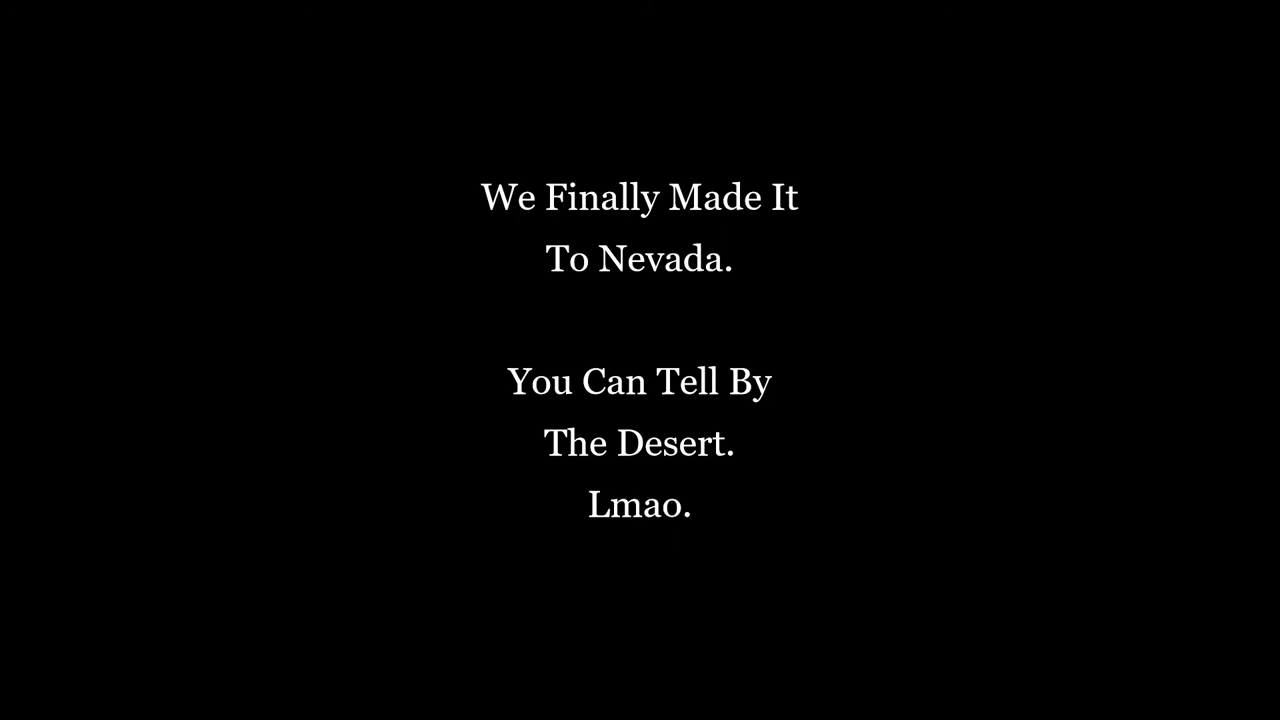 We Finally Made It
To Nevada.
You Can Tell By
The Desert.
Lmao.